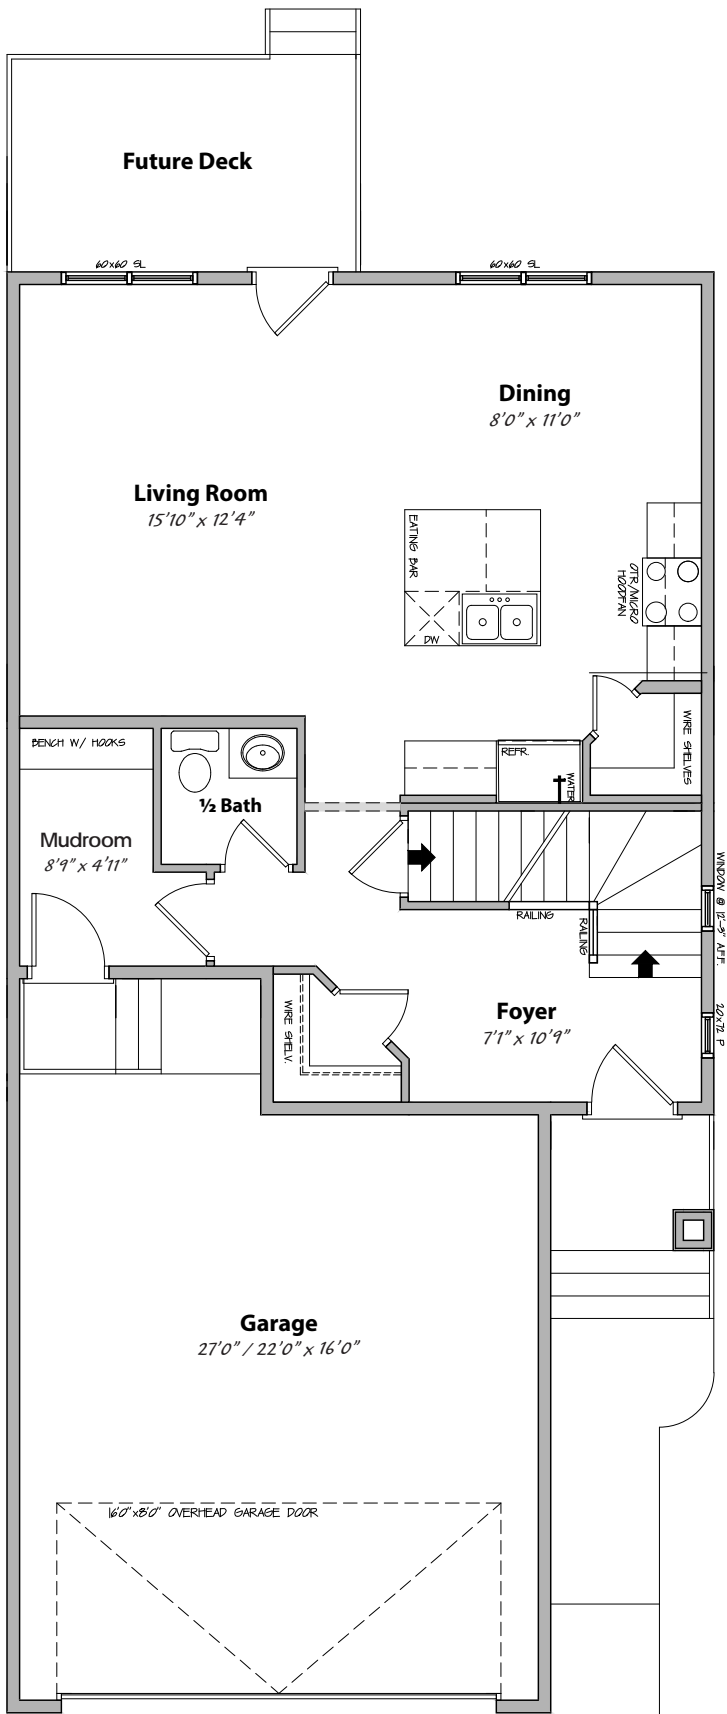 Future Deck
60x60 SL
60x60 SL
Dining
8'0" x 11'0"
Living Room
15'10" x 12'4"
EATING BAR
OTR/MICRO
HOODFAN
DW
WIRE SHELVES
BENCH W/ HOOKS
REFR.
WATER
½ Bath
Mudroom
8'9" x 4'11"
WINDOW @ 12'-3" AFF.
RAILING
RAILING
WIRE SHELV.
Foyer
7'1" x 10'9"
20x72 P
Garage
27'0" / 22'0" x 16'0"
16'0"x8'0" OVERHEAD GARAGE DOOR